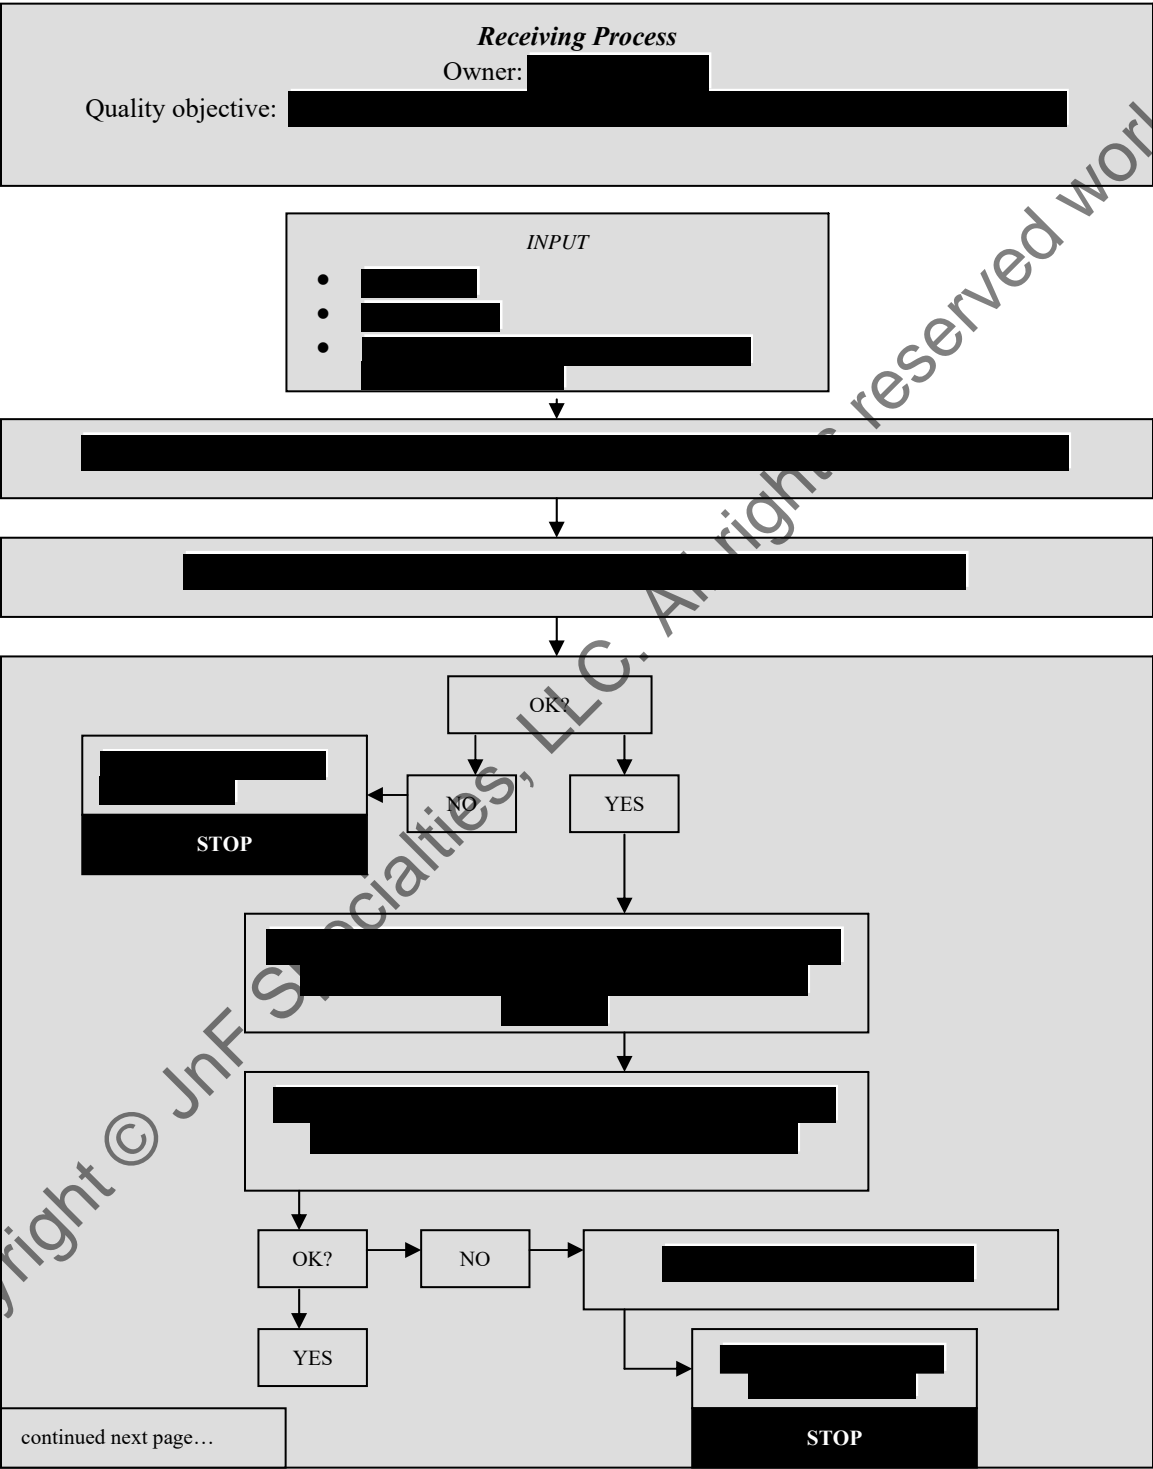 Receiving Process
Owner:
Quality objective:
INPUT
OK?
NO
YES
STOP
OK?
NO
YES
STOP
continued next page…
yright © JnF Specialties, LLC. All rights reserved worl